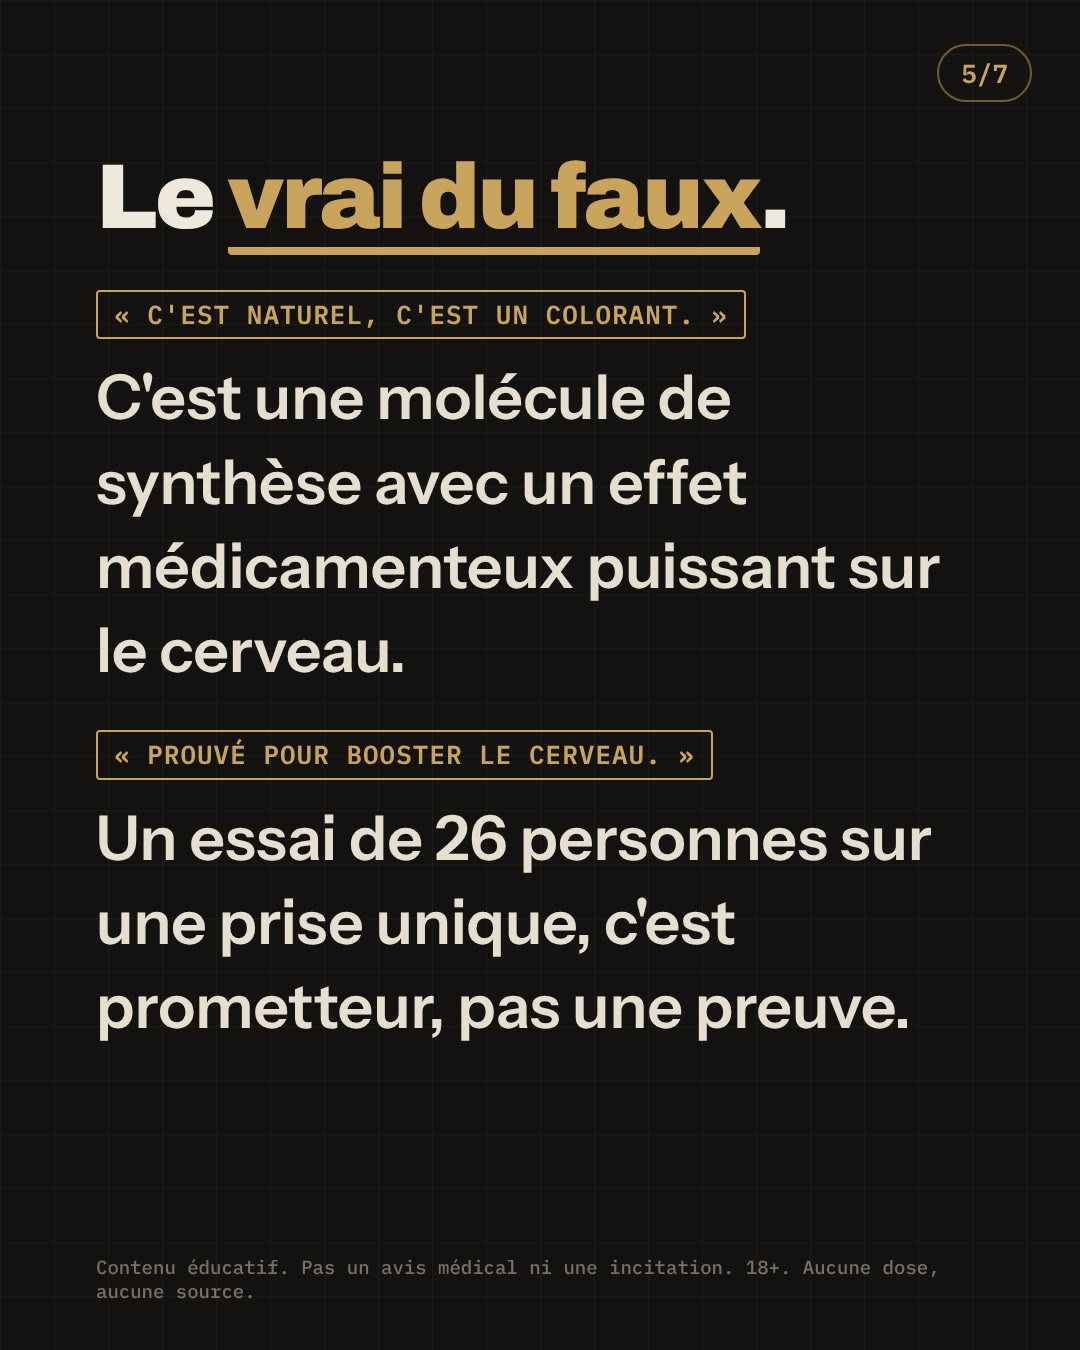 5/7
Le vrai du faux.
« C'EST NATUREL, C'EST UN COLORANT. »
C'est une molécule de
synthèse avec un effet
médicamenteux puissant sur
le cerveau.
« PROUVÉ POUR BOOSTER LE CERVEAU. »
Un essai de 26 personnes sur
une prise unique, c'est
prometteur, pas une preuve.
Contenu éducatif. Pas un avis médical ni une incitation. 18+. Aucune dose,
aucune source.